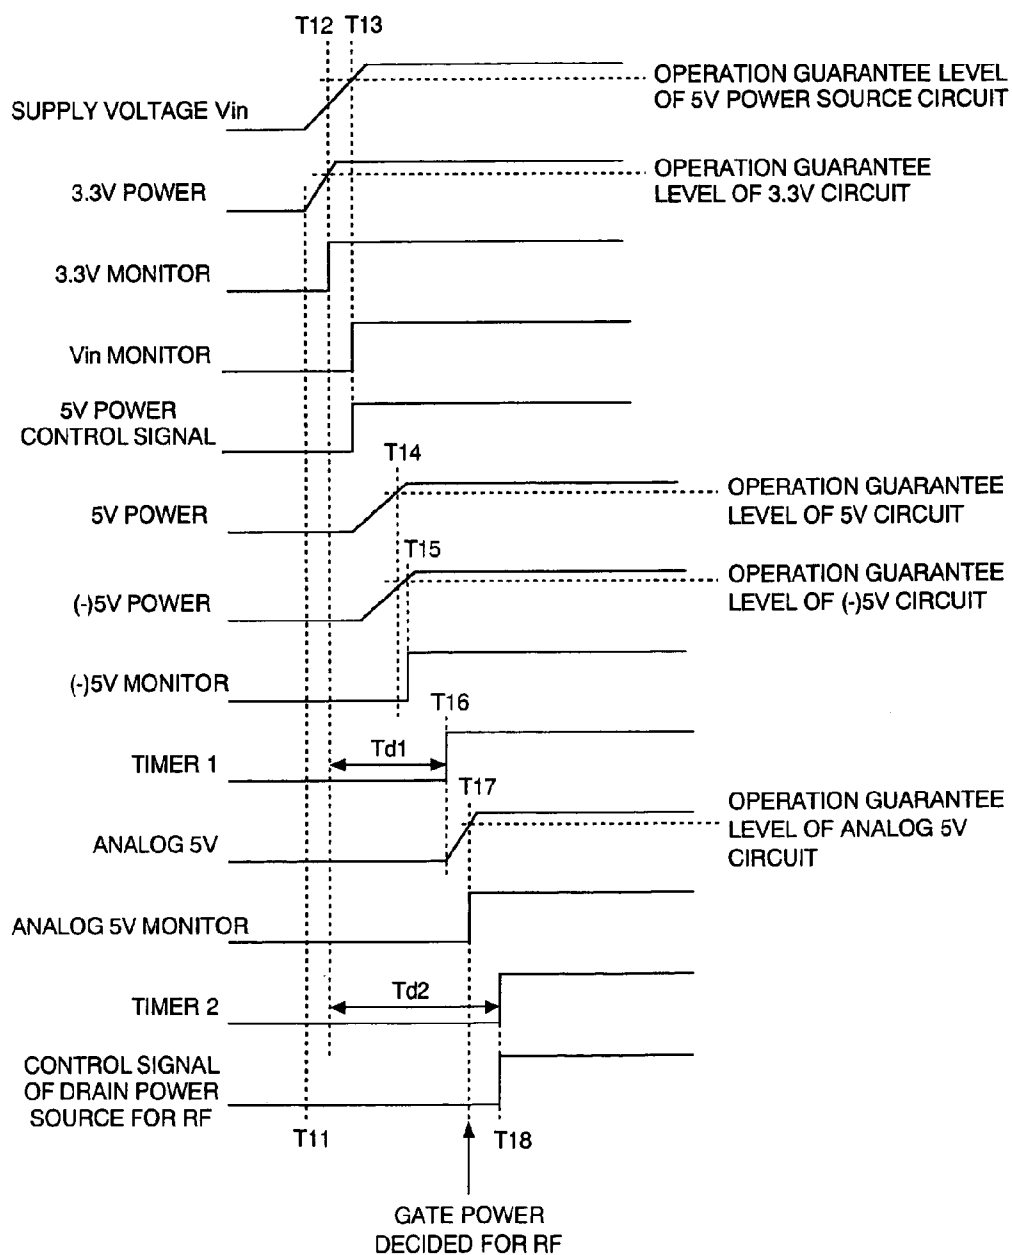 T12 T13
OPERATION GUARANTEE LEVEL
OF 5V POWER SOURCE CIRCUIT
SUPPLY VOLTAGE Vin
OPERATION GUARANTEE
LEVEL OF 3.3V CIRCUIT
3.3V POWER
3.3V MONITOR
Vin MONITOR
5V POWER
CONTROL SIGNAL
T14
OPERATION GUARANTEE
LEVEL OF 5V CIRCUIT
5V POWER
T15
OPERATION GUARANTEE
LEVEL OF (-)5V CIRCUIT
(-)5V POWER
(-)5V MONITOR
T16
Td1
TIMER 1
T17
OPERATION GUARANTEE
LEVEL OF ANALOG 5V
CIRCUIT
ANALOG 5V
ANALOG 5V MONITOR
Td2
TIMER 2
CONTROL SIGNAL
OF DRAIN POWER
SOURCE FOR RF
T11
T18
GATE POWER
DECIDED FOR RF